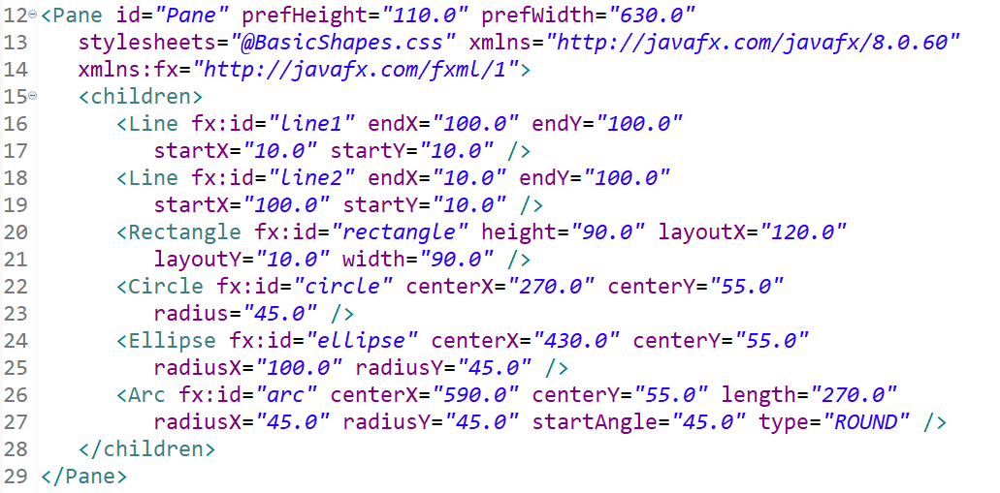 12 <Pane id="Pane" prefHeight="110.0" prefWidth="630.0"
13 stylesheets="@BasicShapes.css" xmlns="http://javafx.com/javafx/8.0.60"
14 xmlns:fx="http://javafx.com/fxml/1">
15 <children>
16 <Line fx:id="line1" endX="100.0" endY="100.0"
17 startX="10.0" startY="10.0" />
18 <Line fx:id="line2" endX="10.0" endY="100.0"
19 startX="100.0" startY="10.0" />
20 <Rectangle fx:id="rectangle" height="90.0" layoutX="120.0"
21 layoutY="10.0" width="90.0" />
22 <Circle fx:id="circle" centerX="270.0" centerY="55.0"
23 radius="45.0" />
24 <Ellipse fx:id="ellipse" centerX="430.0" centerY="55.0"
25 radiusX="100.0" radiusY="45.0" />
26 <Arc fx:id="arc" centerX="590.0" centerY="55.0" length="270.0"
27 radiusX="45.0" radiusY="45.0" startAngle="45.0" type="ROUND" />
28 </children>
29 </Pane>